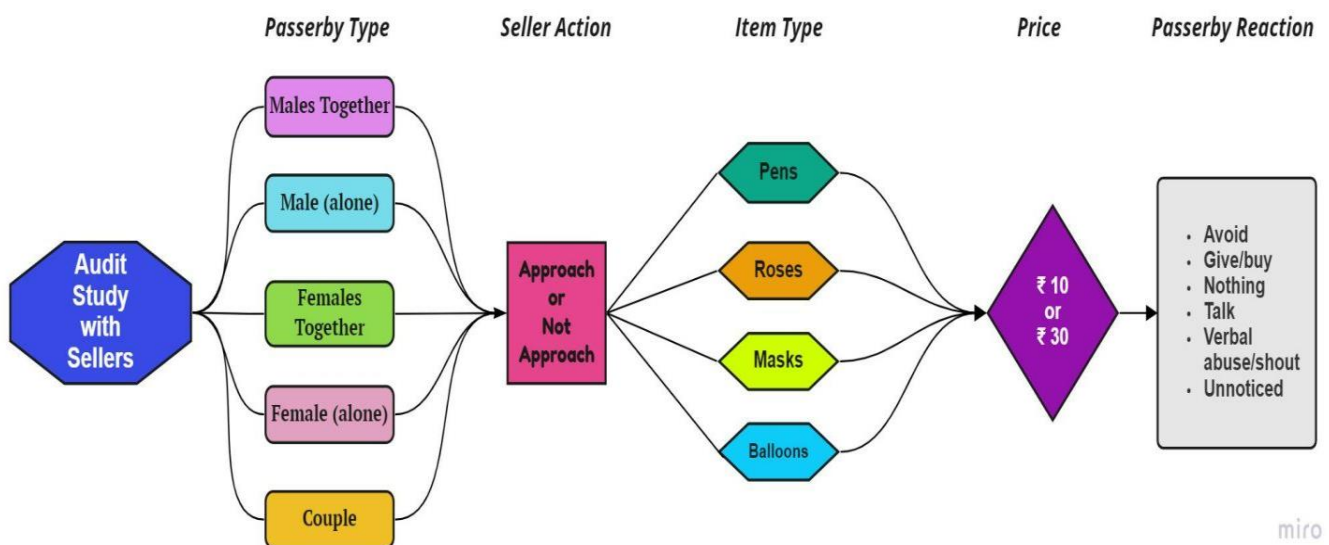 Passerby Type
Seller Action
Item Type
Price
Passerby Reaction
Audit
Study
with
Sellers
Males Together
Male (alone)
Females
Together
Female (alone)
Couple
Approach
or
Not
Approach
Pens
Roses
Masks
Balloons
₹ 10
or
₹ 30
• Avoid
• Give/buy
• Nothing
• Talk
• Verbal
abuse/shout
• Unnoticed
miro